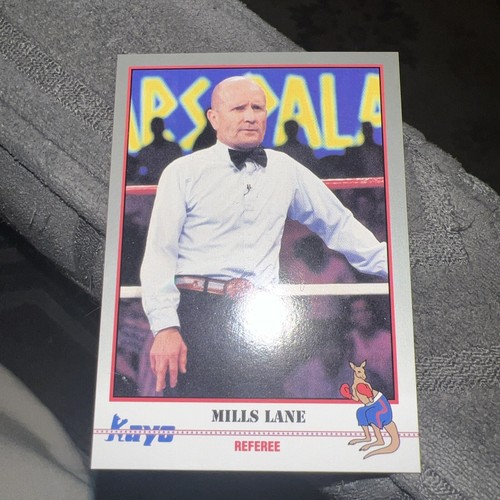 ARS PALA
MILLS LANE
Kayo
REFEREE